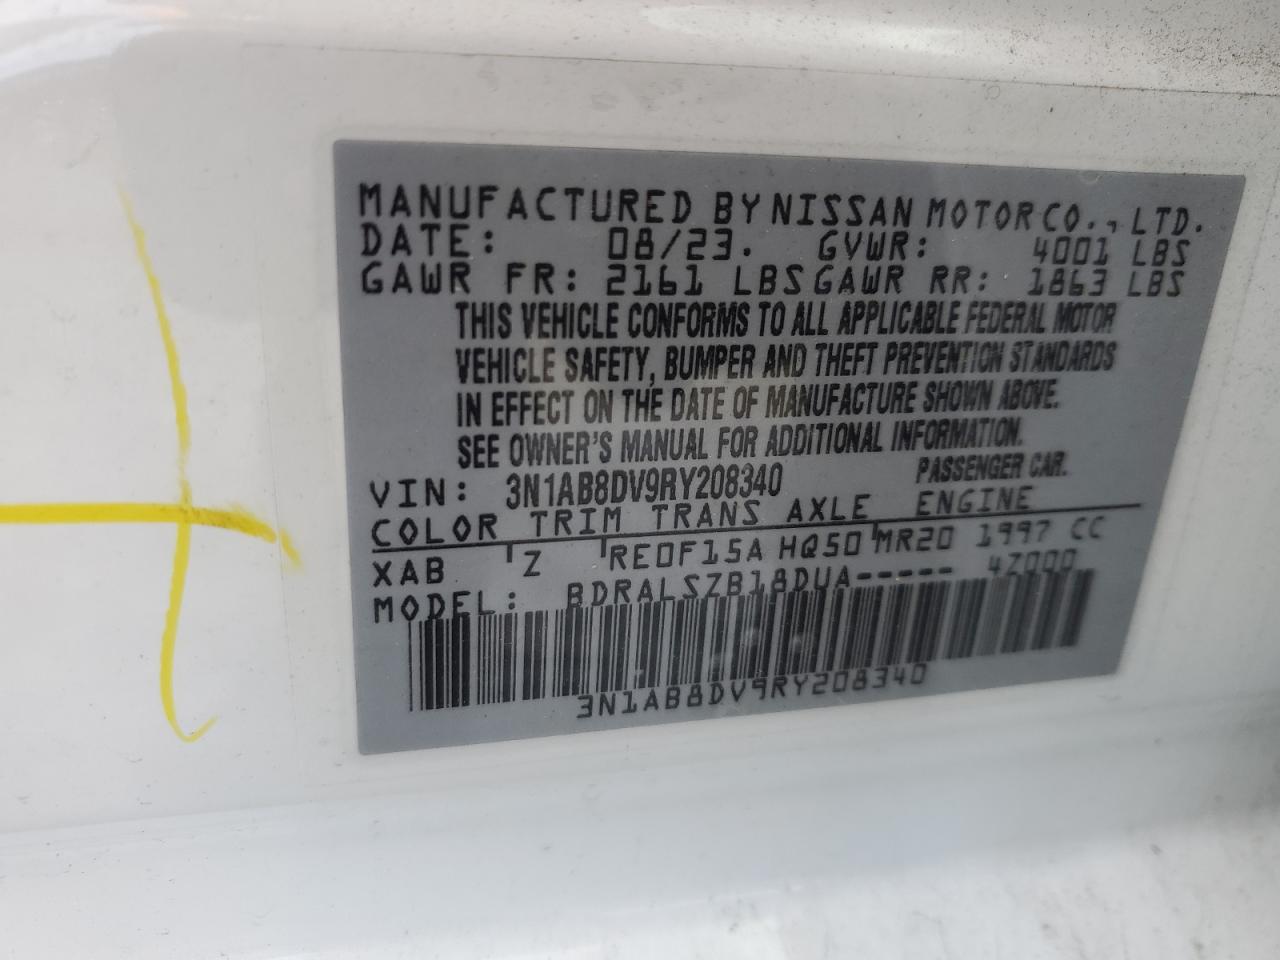 MANUFACTURED BY NISSAN MOTOR CO., LTD.
DATE: 08/23. GVWR: 4001 LBS
GAWR FR: 2161 LBS GAWR RR: 1863 LBS
THIS VEHICLE CONFORMS TO ALL APPLICABLE FEDERAL MOTOR
VEHICLE SAFETY, BUMPER AND THEFT PREVENTION STANDARDS
IN EFFECT ON THE DATE OF MANUFACTURE SHOWN ABOVE.
SEE OWNER'S MANUAL FOR ADDITIONAL INFORMATION.
VIN: 3N1AB8DV9RY208340 PASSENGER CAR.
COLOR TRIM TRANS AXLE ENGINE
XAB Z RE0F15A HQ50 MR20 1997 CC
MODEL: BDRALSZB18DUA----- 4Z000
3N1AB8DV9RY208340